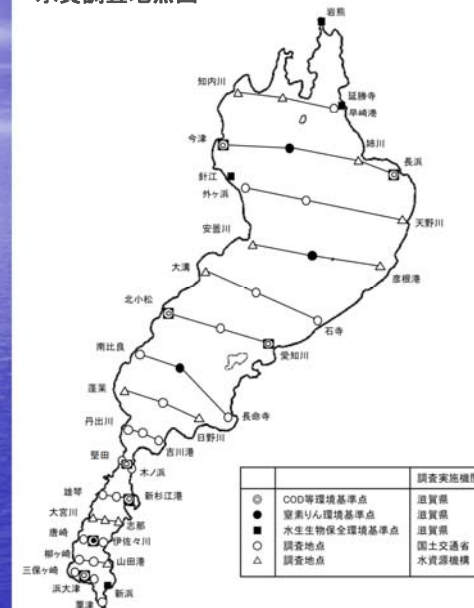 岩熊
知内川
延勝寺
早崎港
今津
姉川
長浜
針江
外ヶ浜
天野川
安曇川
大溝
彦根港
北小松
石寺
南比良
愛知川
蓬莱
長命寺
日野川
丹出川
吉川港
堅田
木ノ浜
雄琴
新杉江港
大宮川
志那
唐崎
伊佐々川
柳ヶ崎
山田港
三保ヶ崎
浜大津
新浜
粟津
調査実施機関
◎ COD等環境基準点 滋賀県
● 窒素りん環境基準点 滋賀県
■ 水生生物保全環境基準点 滋賀県
○ 調査地点 国土交通省
△ 調査地点 水資源機構